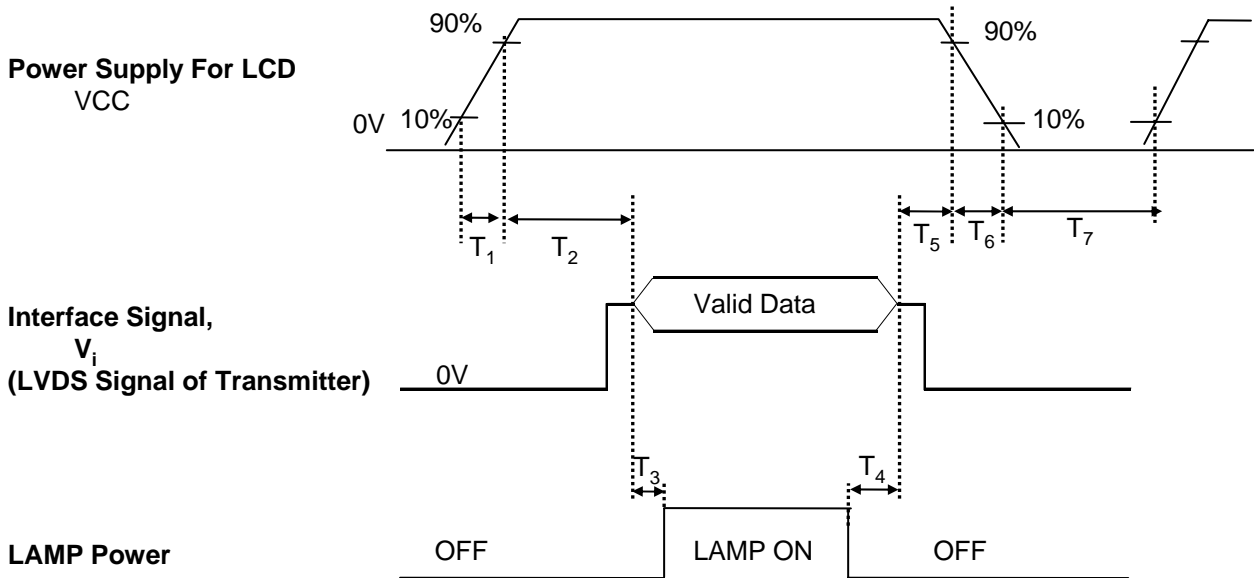 90%
90%
Power Supply For LCD
VCC
0V
10%
10%
T1
T2
T5
T6
T7
Valid Data
Interface Signal,
Vi
(LVDS Signal of Transmitter)
0V
T3
T4
LAMP Power
OFF
LAMP ON
OFF